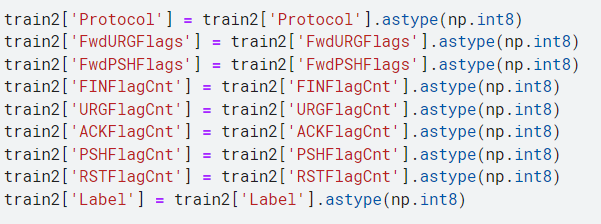 train2['Protocol'] = train2['Protocol'].astype(np.int8)
train2['FwdURGFlags'] = train2['FwdURGFlags'].astype(np.int8)
train2['FwdPSHFlags'] = train2['FwdPSHFlags'].astype(np.int8)
train2['FINFlagCnt'] = train2['FINFlagCnt'].astype(np.int8)
train2['URGFlagCnt'] = train2['URGFlagCnt'].astype(np.int8)
train2['ACKFlagCnt'] = train2['ACKFlagCnt'].astype(np.int8)
train2['PSHFlagCnt'] = train2['PSHFlagCnt'].astype(np.int8)
train2['RSTFlagCnt'] = train2['RSTFlagCnt'].astype(np.int8)
train2['Label'] = train2['Label'].astype(np.int8)